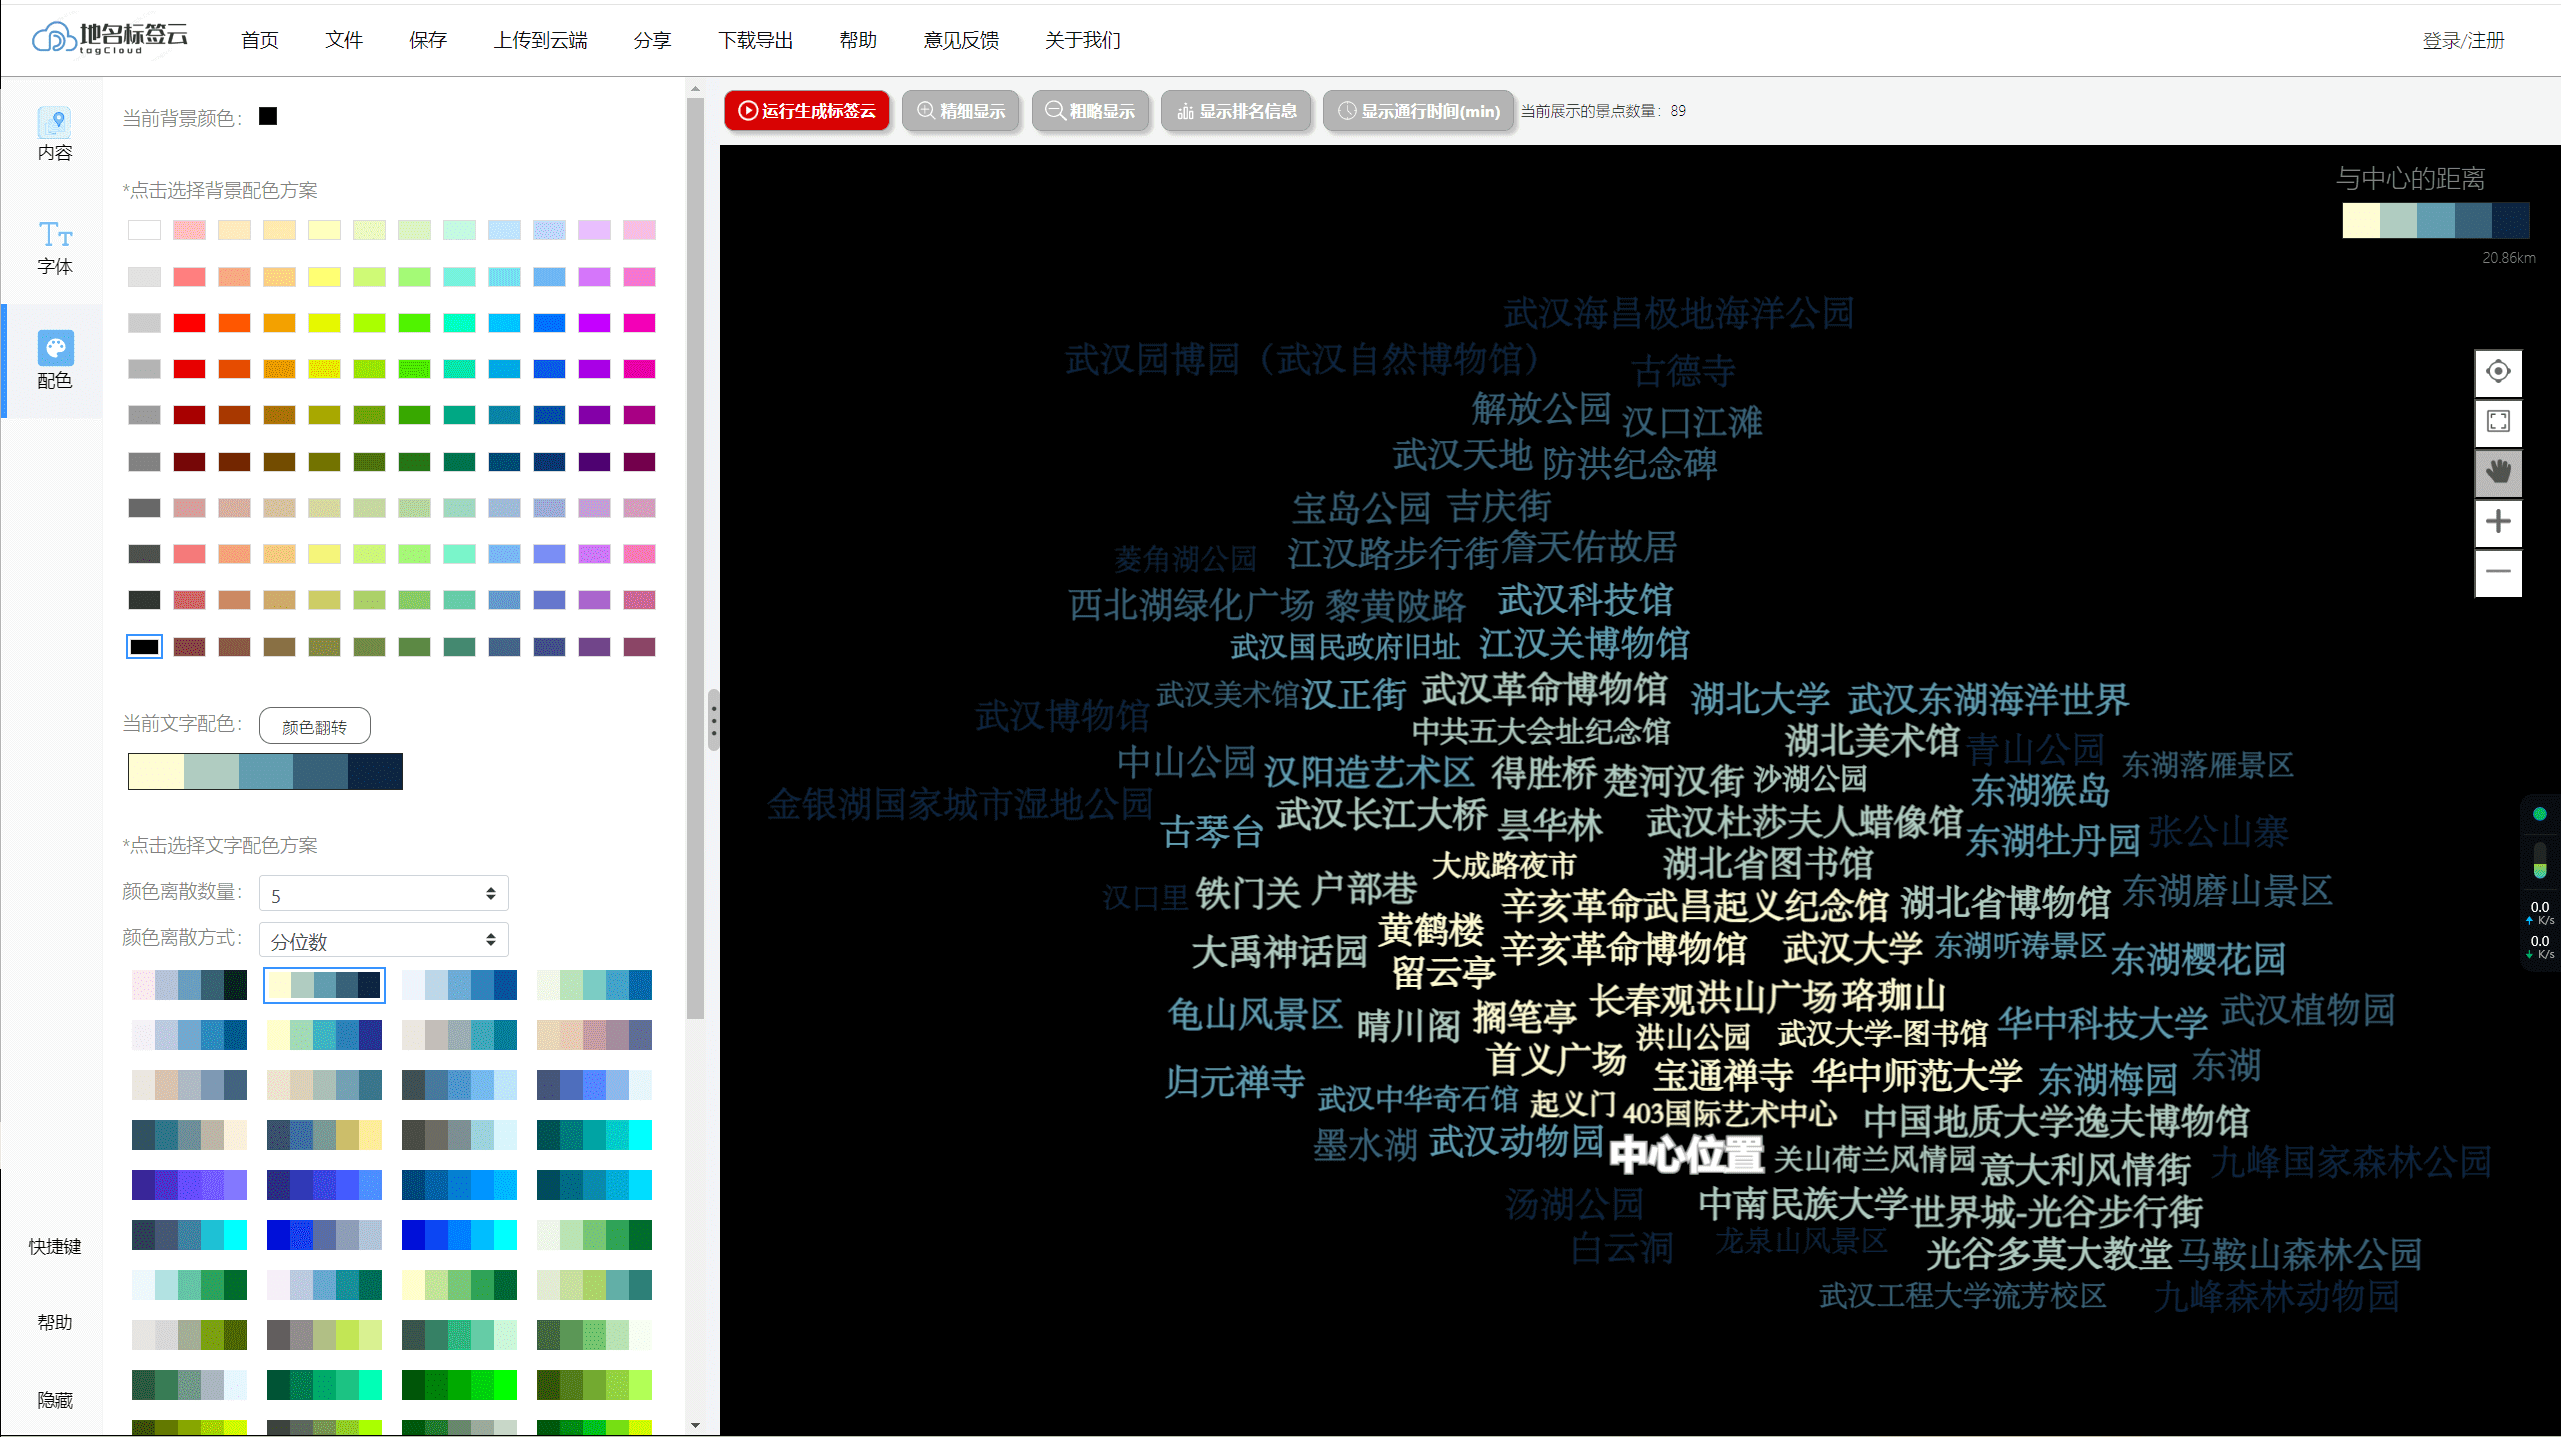 地名标签云
tagCloud
首页 文件 保存 上传到云端 分享 下载导出 帮助 意见反馈 关于我们 登录/注册
内容
字体
配色
快捷键
帮助
隐藏
当前背景颜色：
*点击选择背景配色方案
当前文字配色： 颜色翻转
*点击选择文字配色方案
颜色离散数量： 5
颜色离散方式： 分位数
运行生成标签云 精细显示 粗略显示 显示排名信息 显示通行时间(min) 当前展示的景点数量：89
与中心的距离
20.86km
武汉海昌极地海洋公园
武汉园博园（武汉自然博物馆） 古德寺
解放公园 汉口江滩
武汉天地 防洪纪念碑
宝岛公园 吉庆街
菱角湖公园 江汉路步行街 詹天佑故居
西北湖绿化广场 黎黄陂路 武汉科技馆
武汉国民政府旧址 江汉关博物馆
武汉博物馆 武汉美术馆 汉正街 武汉革命博物馆 湖北大学 武汉东湖海洋世界
中共五大会址纪念馆 湖北美术馆 青山公园
中山公园 汉阳造艺术区 得胜桥 楚河汉街 沙湖公园 东湖猴岛 东湖落雁景区
金银湖国家城市湿地公园 武汉长江大桥 昙华林 武汉杜莎夫人蜡像馆
古琴台 东湖牡丹园 张公山寨
大成路夜市 湖北省图书馆
汉口里 铁门关 户部巷 辛亥革命武昌起义纪念馆 湖北省博物馆 东湖磨山景区
黄鹤楼
大禹神话园 辛亥革命博物馆 武汉大学 东湖听涛景区 东湖樱花园
留云亭
龟山风景区 晴川阁 搁笔亭 长春观 洪山广场 珞珈山 华中科技大学 武汉植物园
洪山公园 武汉大学-图书馆
首义广场
归元禅寺 宝通禅寺 华中师范大学 东湖梅园 东湖
武汉中华奇石馆 起义门 403国际艺术中心 中国地质大学逸夫博物馆
墨水湖 武汉动物园 中心位置 关山荷兰风情园 意大利风情街 九峰国家森林公园
汤湖公园 中南民族大学 世界城-光谷步行街
白云洞 龙泉山风景区 光谷多莫大教堂 马鞍山森林公园
武汉工程大学流芳校区 九峰森林动物园
0.0
K/s
0.0
K/s